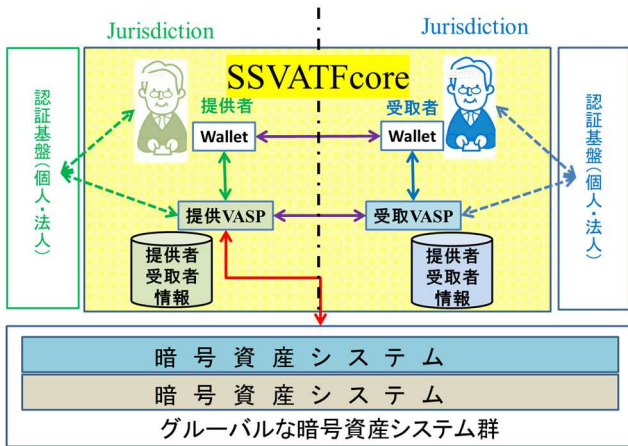 Jurisdiction
Jurisdiction
SSVATFcore
認証基盤(個人・法人)
提供者
Wallet
受取者
Wallet
認証基盤(個人・法人)
提供VASP
受取VASP
提供者
受取者
情報
提供者
受取者
情報
暗号資産システム
暗号資産システム
グルーバルな暗号資産システム群